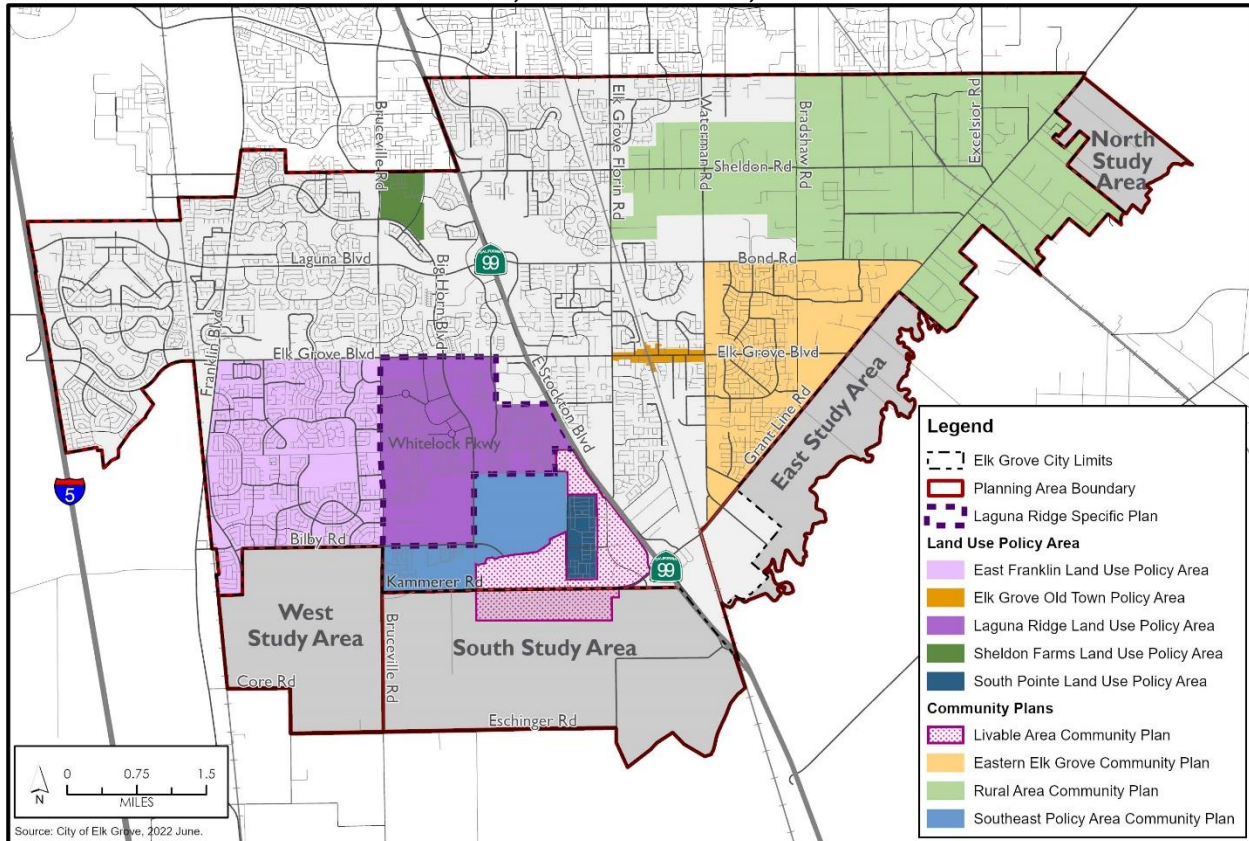 Bruceville Rd
Elk Grove Florin Rd
Waterman Rd
Bradshaw Rd
Excelsior Rd
North
Study
Area
Sheldon Rd
CALIFORNIA
99
Laguna Blvd
Big Horn Blvd
Bond Rd
Franklin Blvd
Elk Grove Blvd
Elk Grove Blvd
E Stockton Blvd
Grant Line Rd
East Study Area
Whitelock Pkwy
5
Bilby Rd
CALIFORNIA
99
Kammerer Rd
West
Study Area
Bruceville Rd
South Study Area
Core Rd
Eschinger Rd
Legend
Elk Grove City Limits
Planning Area Boundary
Laguna Ridge Specific Plan
Land Use Policy Area
East Franklin Land Use Policy Area
Elk Grove Old Town Policy Area
Laguna Ridge Land Use Policy Area
Sheldon Farms Land Use Policy Area
South Pointe Land Use Policy Area
Community Plans
Livable Area Community Plan
Eastern Elk Grove Community Plan
Rural Area Community Plan
Southeast Policy Area Community Plan
N
0 0.75 1.5
MILES
Source: City of Elk Grove, 2022 June.